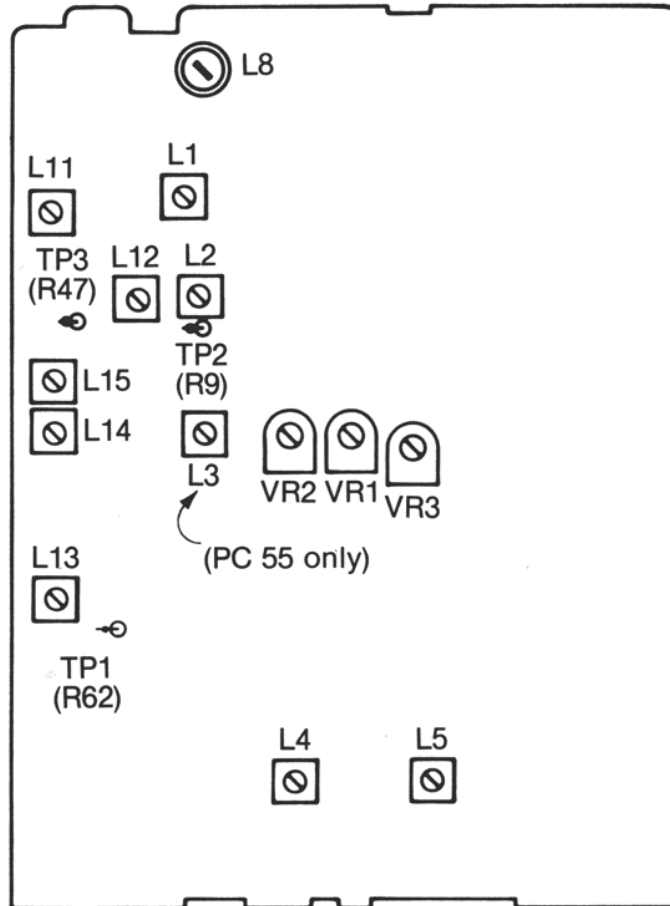 L8
L11
L1
TP3
(R47)
L12
L2
TP2
(R9)
L15
L14
L3
VR2
VR1
VR3
(PC 55 only)
L13
TP1
(R62)
L4
L5